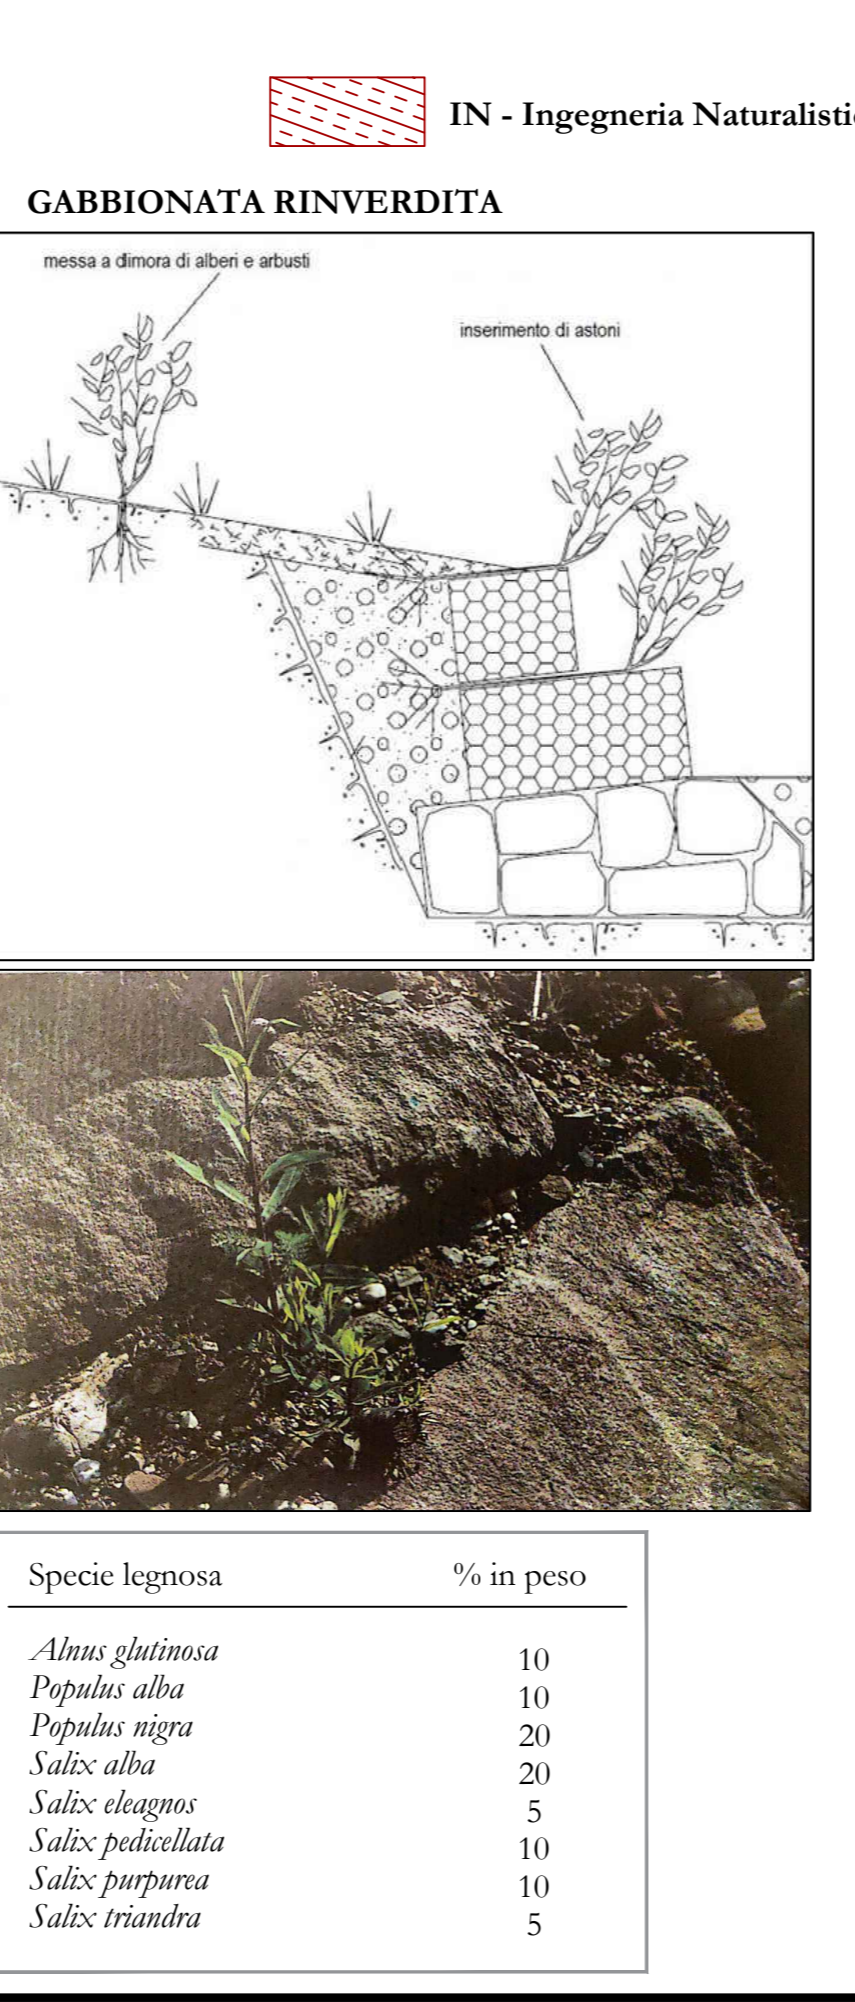 IN - Ingegneria
GABBIONATA RINVERDITA
messa a dimora di alberi e arbusti
inserimento di astoni
Specie legnosa % in peso
Alnus glutinosa 10
Populus alba 10
Populus nigra 20
Salix alba 20
Salix eleagnos 5
Salix pedicellata 10
Salix purpurea 10
Salix triandra 5